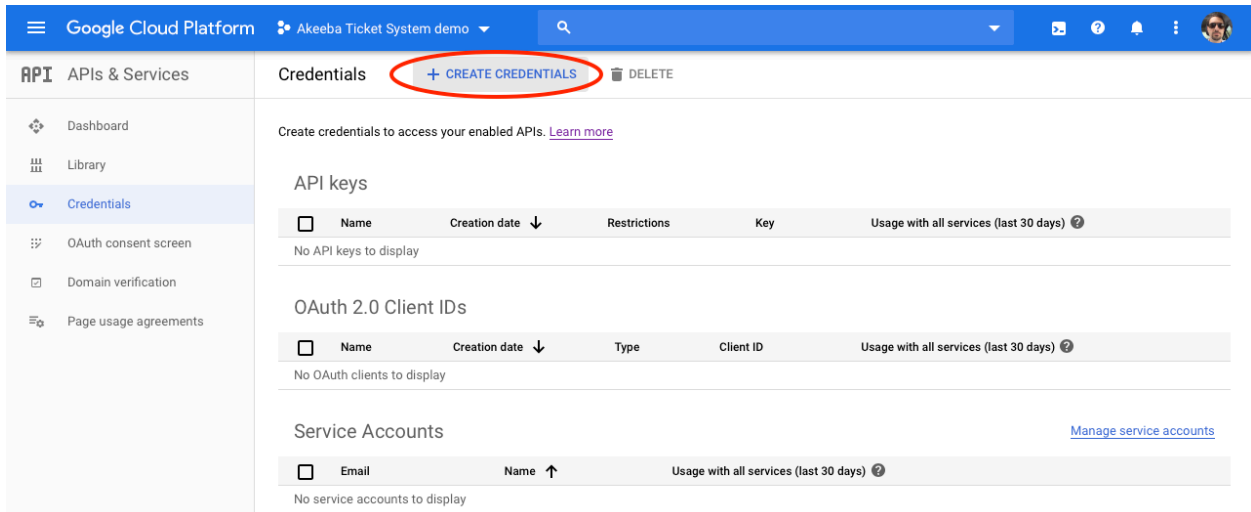 Google Cloud Platform Akeeba Ticket System demo
API APIs & Services Credentials + CREATE CREDENTIALS DELETE
Dashboard
Library
Credentials
OAuth consent screen
Domain verification
Page usage agreements
Create credentials to access your enabled APIs. Learn more
API keys
Name Creation date Restrictions Key Usage with all services (last 30 days) ?
No API keys to display
OAuth 2.0 Client IDs
Name Creation date Type Client ID Usage with all services (last 30 days) ?
No OAuth clients to display
Service Accounts Manage service accounts
Email Name Usage with all services (last 30 days) ?
No service accounts to display